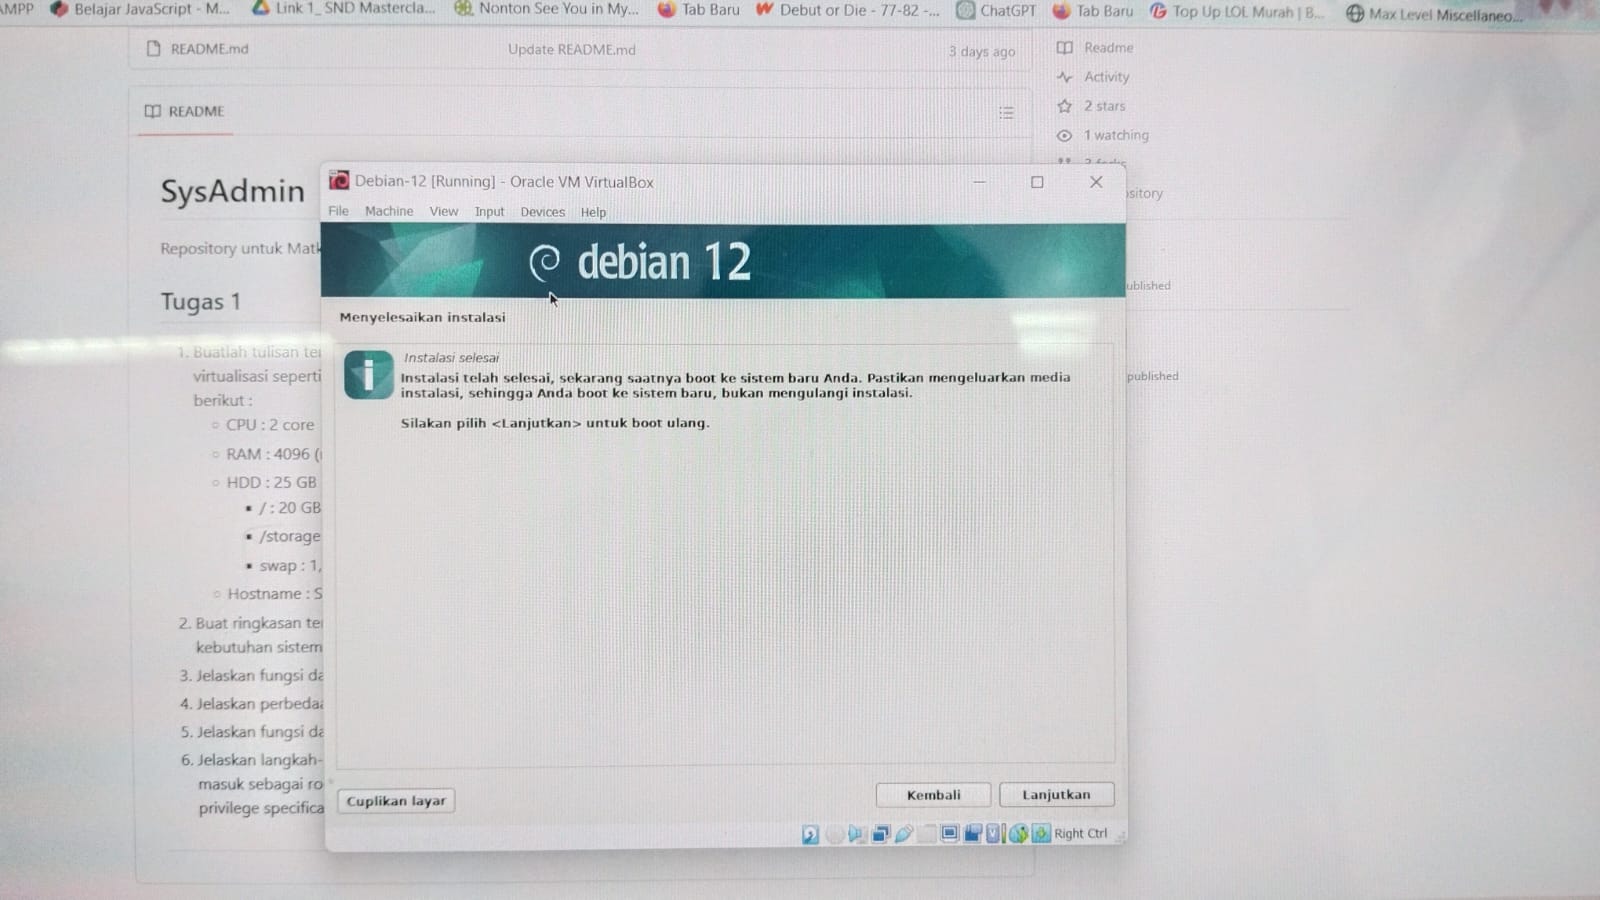 AMPP Belajar JavaScript - M... Link 1_ SND Mastercla... Nonton See You in My... Tab Baru Debut or Die - 77-82 -... ChatGPT Tab Baru Top Up LOL Murah | B... Max Level Miscellaneo...
README.md Update README.md 3 days ago
README
Readme
Activity
2 stars
1 watching
SysAdmin
Repository untuk Matk
Tugas 1
1. Buatlah tulisan te
virtualisasi seperti
berikut :
CPU : 2 core
RAM : 4096 (
HDD : 25 GB
/ : 20 GB
/storage
swap : 1,
Hostname : S
2. Buat ringkasan te
kebutuhan sistem
3. Jelaskan fungsi da
4. Jelaskan perbedaa
5. Jelaskan fungsi da
6. Jelaskan langkah-
masuk sebagai ro
privilege specifica
sitory
ublished
published
Debian-12 [Running] - Oracle VM VirtualBox
File Machine View Input Devices Help
debian 12
Menyelesaikan instalasi
Instalasi selesai
Instalasi telah selesai, sekarang saatnya boot ke sistem baru Anda. Pastikan mengeluarkan media
instalasi, sehingga Anda boot ke sistem baru, bukan mengulangi instalasi.
Silakan pilih <Lanjutkan> untuk boot ulang.
Cuplikan layar Kembali Lanjutkan
Right Ctrl